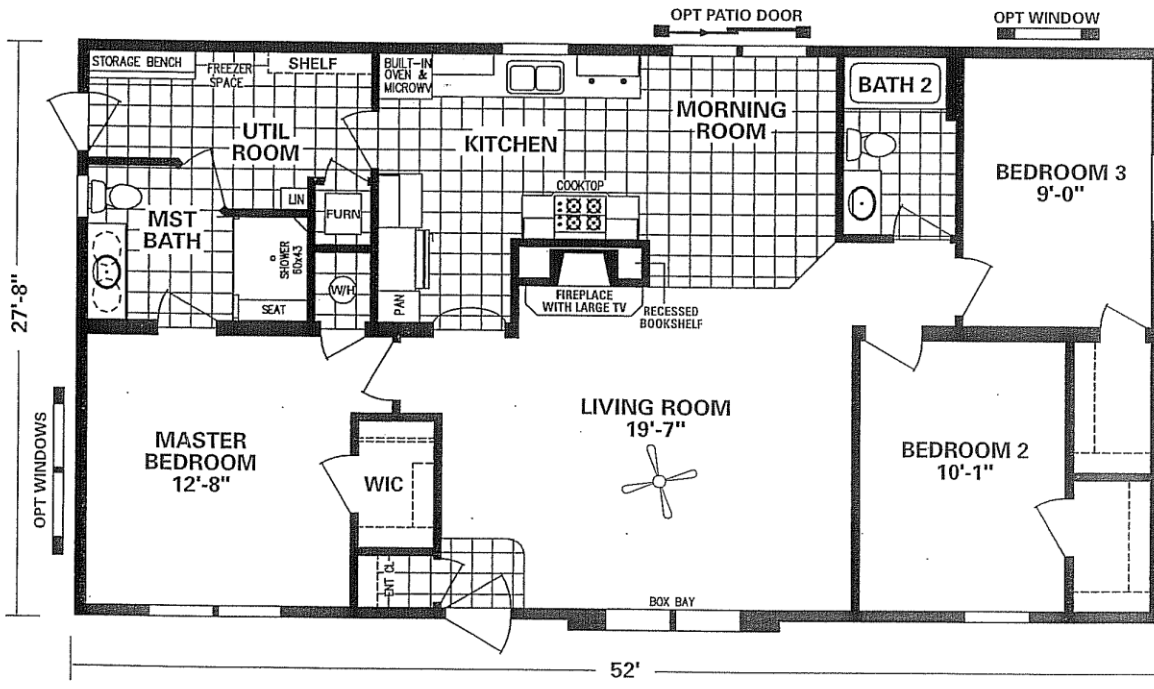 OPT PATIO DOOR
OPT WINDOW
STORAGE BENCH
FREEZER
SPACE
SHELF
BUILT-IN
OVEN &
MICROWV
BATH 2
UTIL
ROOM
KITCHEN
MORNING
ROOM
BEDROOM 3
9'-0"
COOKTOP
LIN
FURN
MST
BATH
SHOWER
60x43
SEAT
W/H
PAN
FIREPLACE
WITH LARGE TV
RECESSED
BOOKSHELF
27'-8"
OPT WINDOWS
MASTER
BEDROOM
12'-8"
WIC
LIVING ROOM
19'-7"
BEDROOM 2
10'-1"
ENT CL
BOX BAY
52'